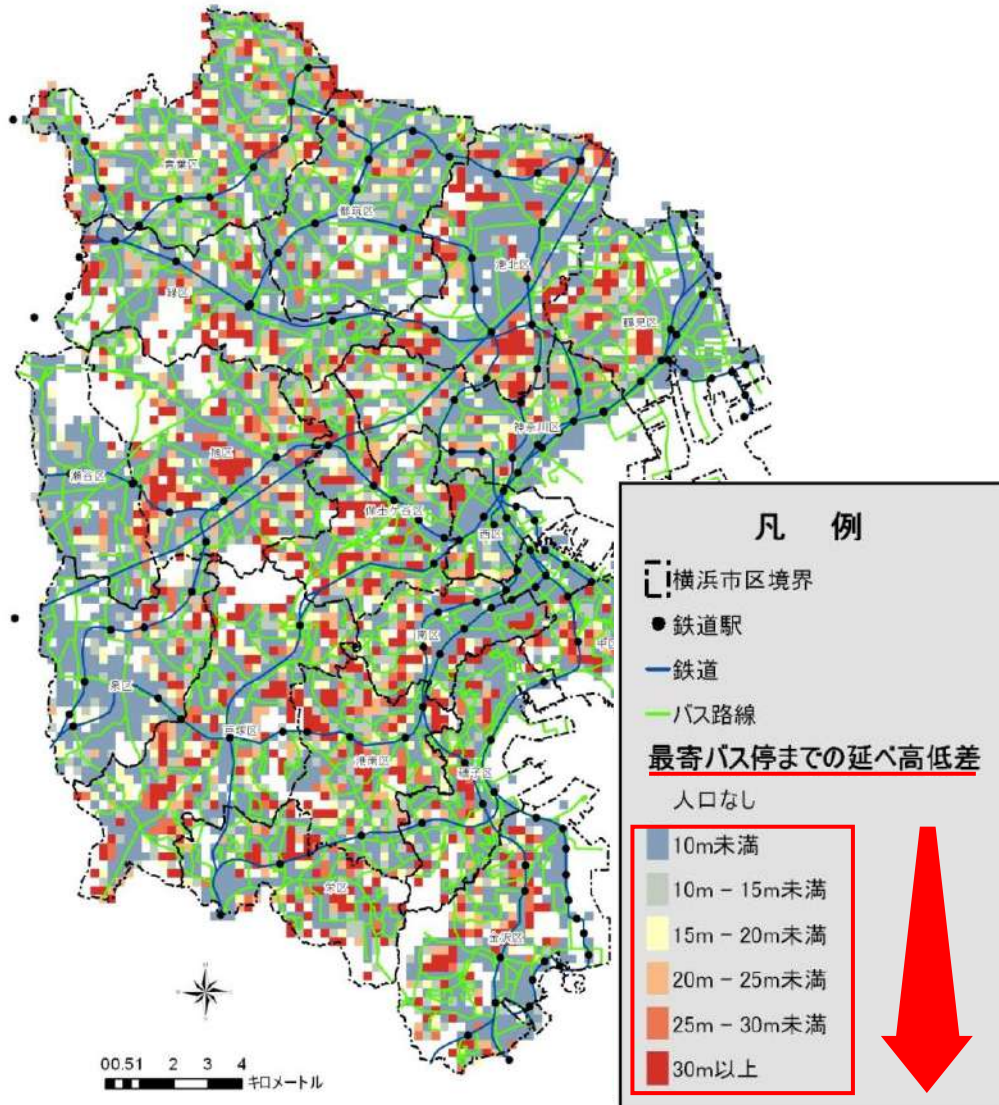 青葉区
都筑区
港北区
緑区
鶴見区
神奈川区
瀬谷区
旭区
保土ケ谷区
西区
南区
中区
泉区
戸塚区
港南区
磯子区
栄区
金沢区
凡 例
横浜市区境界
鉄道駅
鉄道
バス路線
最寄バス停までの延べ高低差
人口なし
10m未満
10m - 15m未満
15m - 20m未満
20m - 25m未満
25m - 30m未満
30m以上
00.51 2 3 4
キロメートル